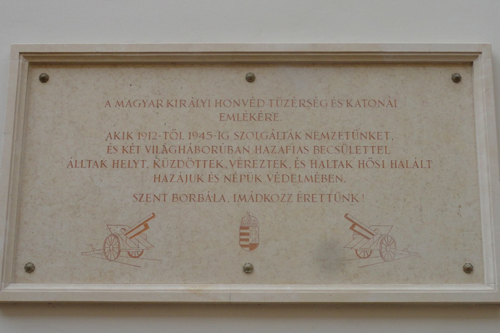 A MAGYAR KIRÁLYI HONVÉD TÜZÉRSÉG ÉS KATONÁI
EMLÉKÉRE
AKIK 1912-TŐL 1945-IG SZOLGÁLTÁK NEMZETÜNKET,
ÉS KÉT VILÁGHÁBORUBAN HAZAFIAS BECSÜLETTEL
ÁLLTAK HELYT, KÜZDÖTTEK, VÉREZTEK, ÉS HALTAK HŐSI HALÁLT
HAZÁJUK ÉS NÉPÜK VÉDELMÉBEN.
SZENT BORBÁLA, IMÁDKOZZ ÉRETTÜNK!